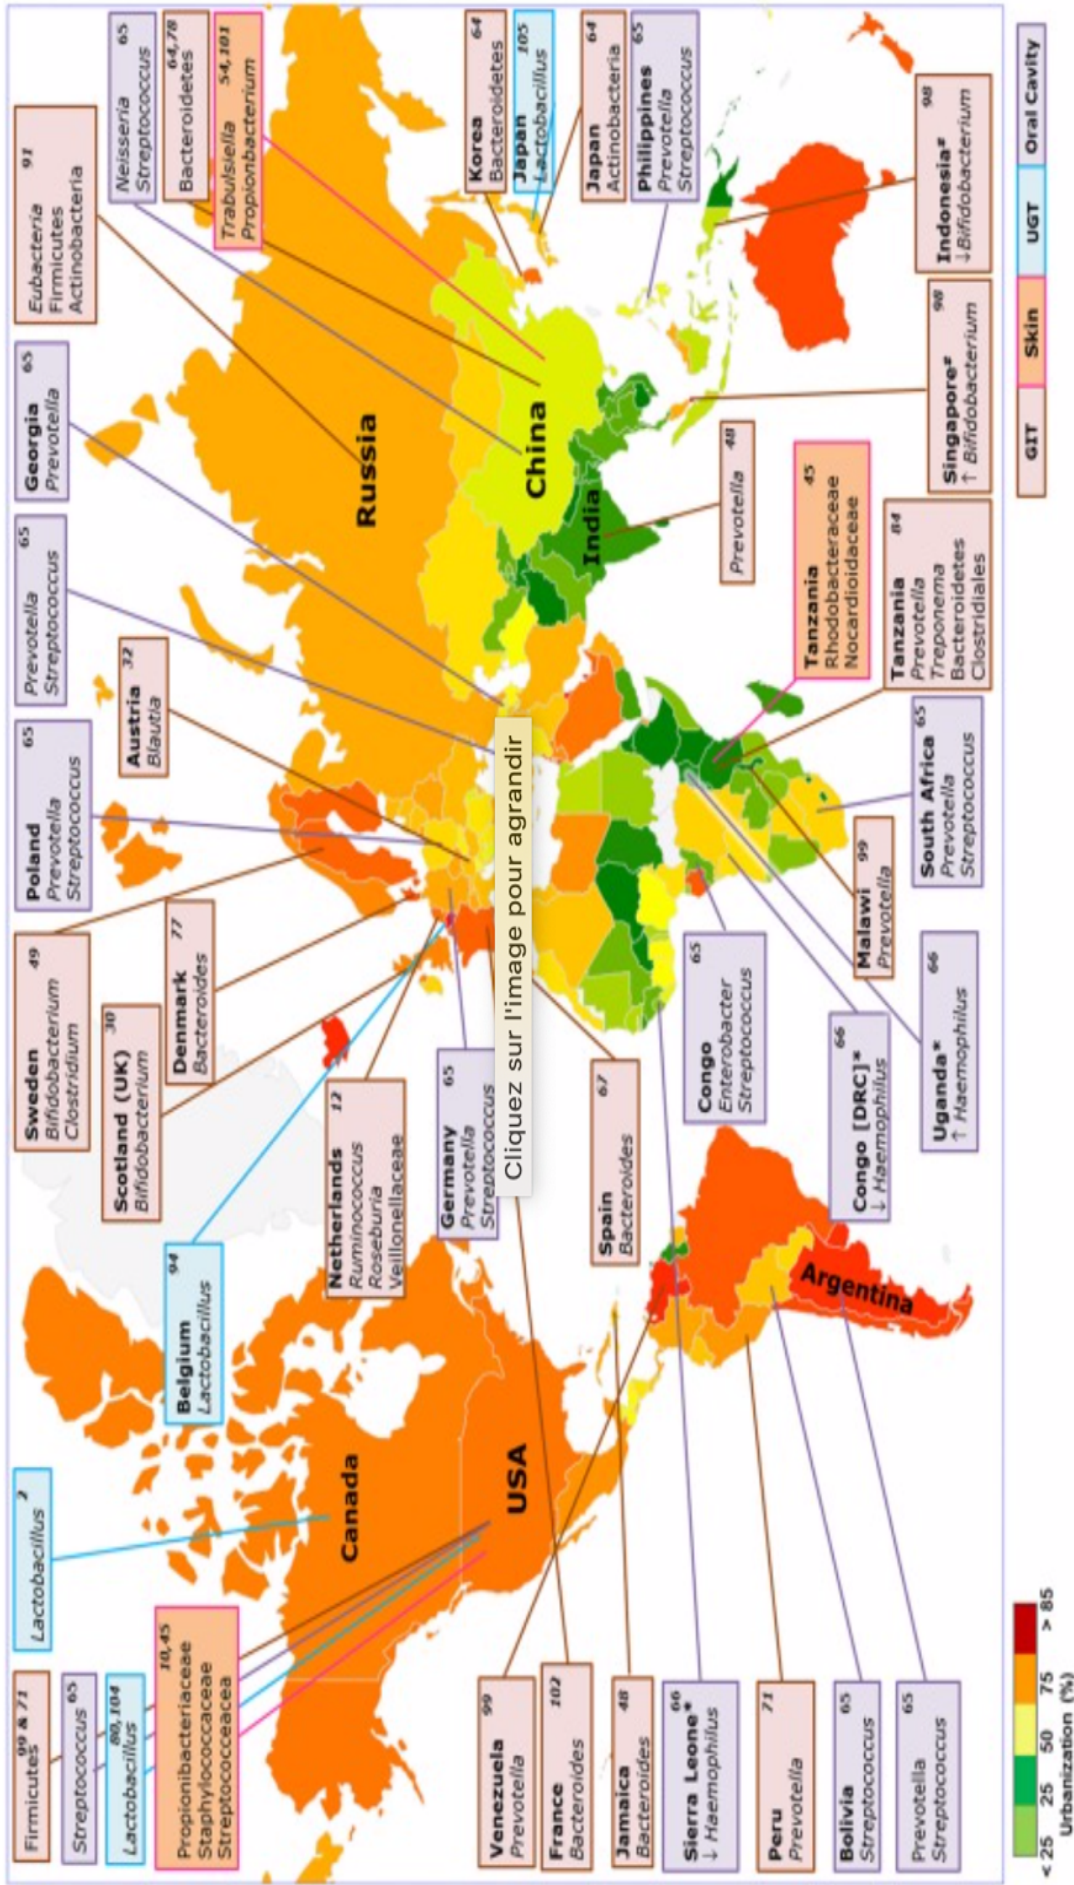 Firmicutes 99 & 71
Streptococcus 65
80,104
Lactobacillus
10,45
Propionibacteriaceae
Staphylococcaceae
Streptococceacea
Lactobacillus 2
Belgium 94
Lactobacillus
Sweden 49
Bifidobacterium
Clostridium
Scotland (UK) 30
Bifidobacterium
Denmark 77
Bacteroides
Netherlands 12
Ruminococcus
Roseburia
Veillonellaceae
Germany 65
Prevotella
Streptococcus
Poland 65
Prevotella
Streptococcus
Austria 32
Blautia
65
Prevotella
Streptococcus
Georgia 65
Prevotella
91
Eubacteria
Firmicutes
Actinobacteria
65
Neisseria
Streptococcus
64,78
Bacteroidetes
54,101
Trabulsiella
Propionbacterium
Korea 64
Bacteroidetes
Japan 105
Lactobacillus
Japan 64
Actinobacteria
Philippines 65
Prevotella
Streptococcus
Canada
USA
Russia
China
India
Argentina
Cliquez sur l'image pour agrandir
Venezuela 99
Prevotella
France 102
Bacteroides
Jamaica 48
Bacteroides
Sierra Leone* 66
↓ Haemophilus
Peru 71
Prevotella
Bolivia 65
Streptococcus
65
Prevotella
Streptococcus
Spain 67
Bacteroides
Congo 65
Enterobacter
Streptococcus
Congo [DRC]* 66
↓ Haemophilus
Uganda* 66
↑ Haemophilus
Malawi 99
Prevotella
South Africa 65
Prevotella
Streptococcus
Tanzania 45
Rhodobacteraceae
Nocardioidaceae
Tanzania 84
Prevotella
Treponema
Bacteroidetes
Clostridiales
48
Prevotella
Singapore# 98
↑ Bifidobacterium
Indonesia# 98
↓Bifidobacterium
< 25 25 50 75 > 85
Urbanization (%)
GIT Skin UGT Oral Cavity